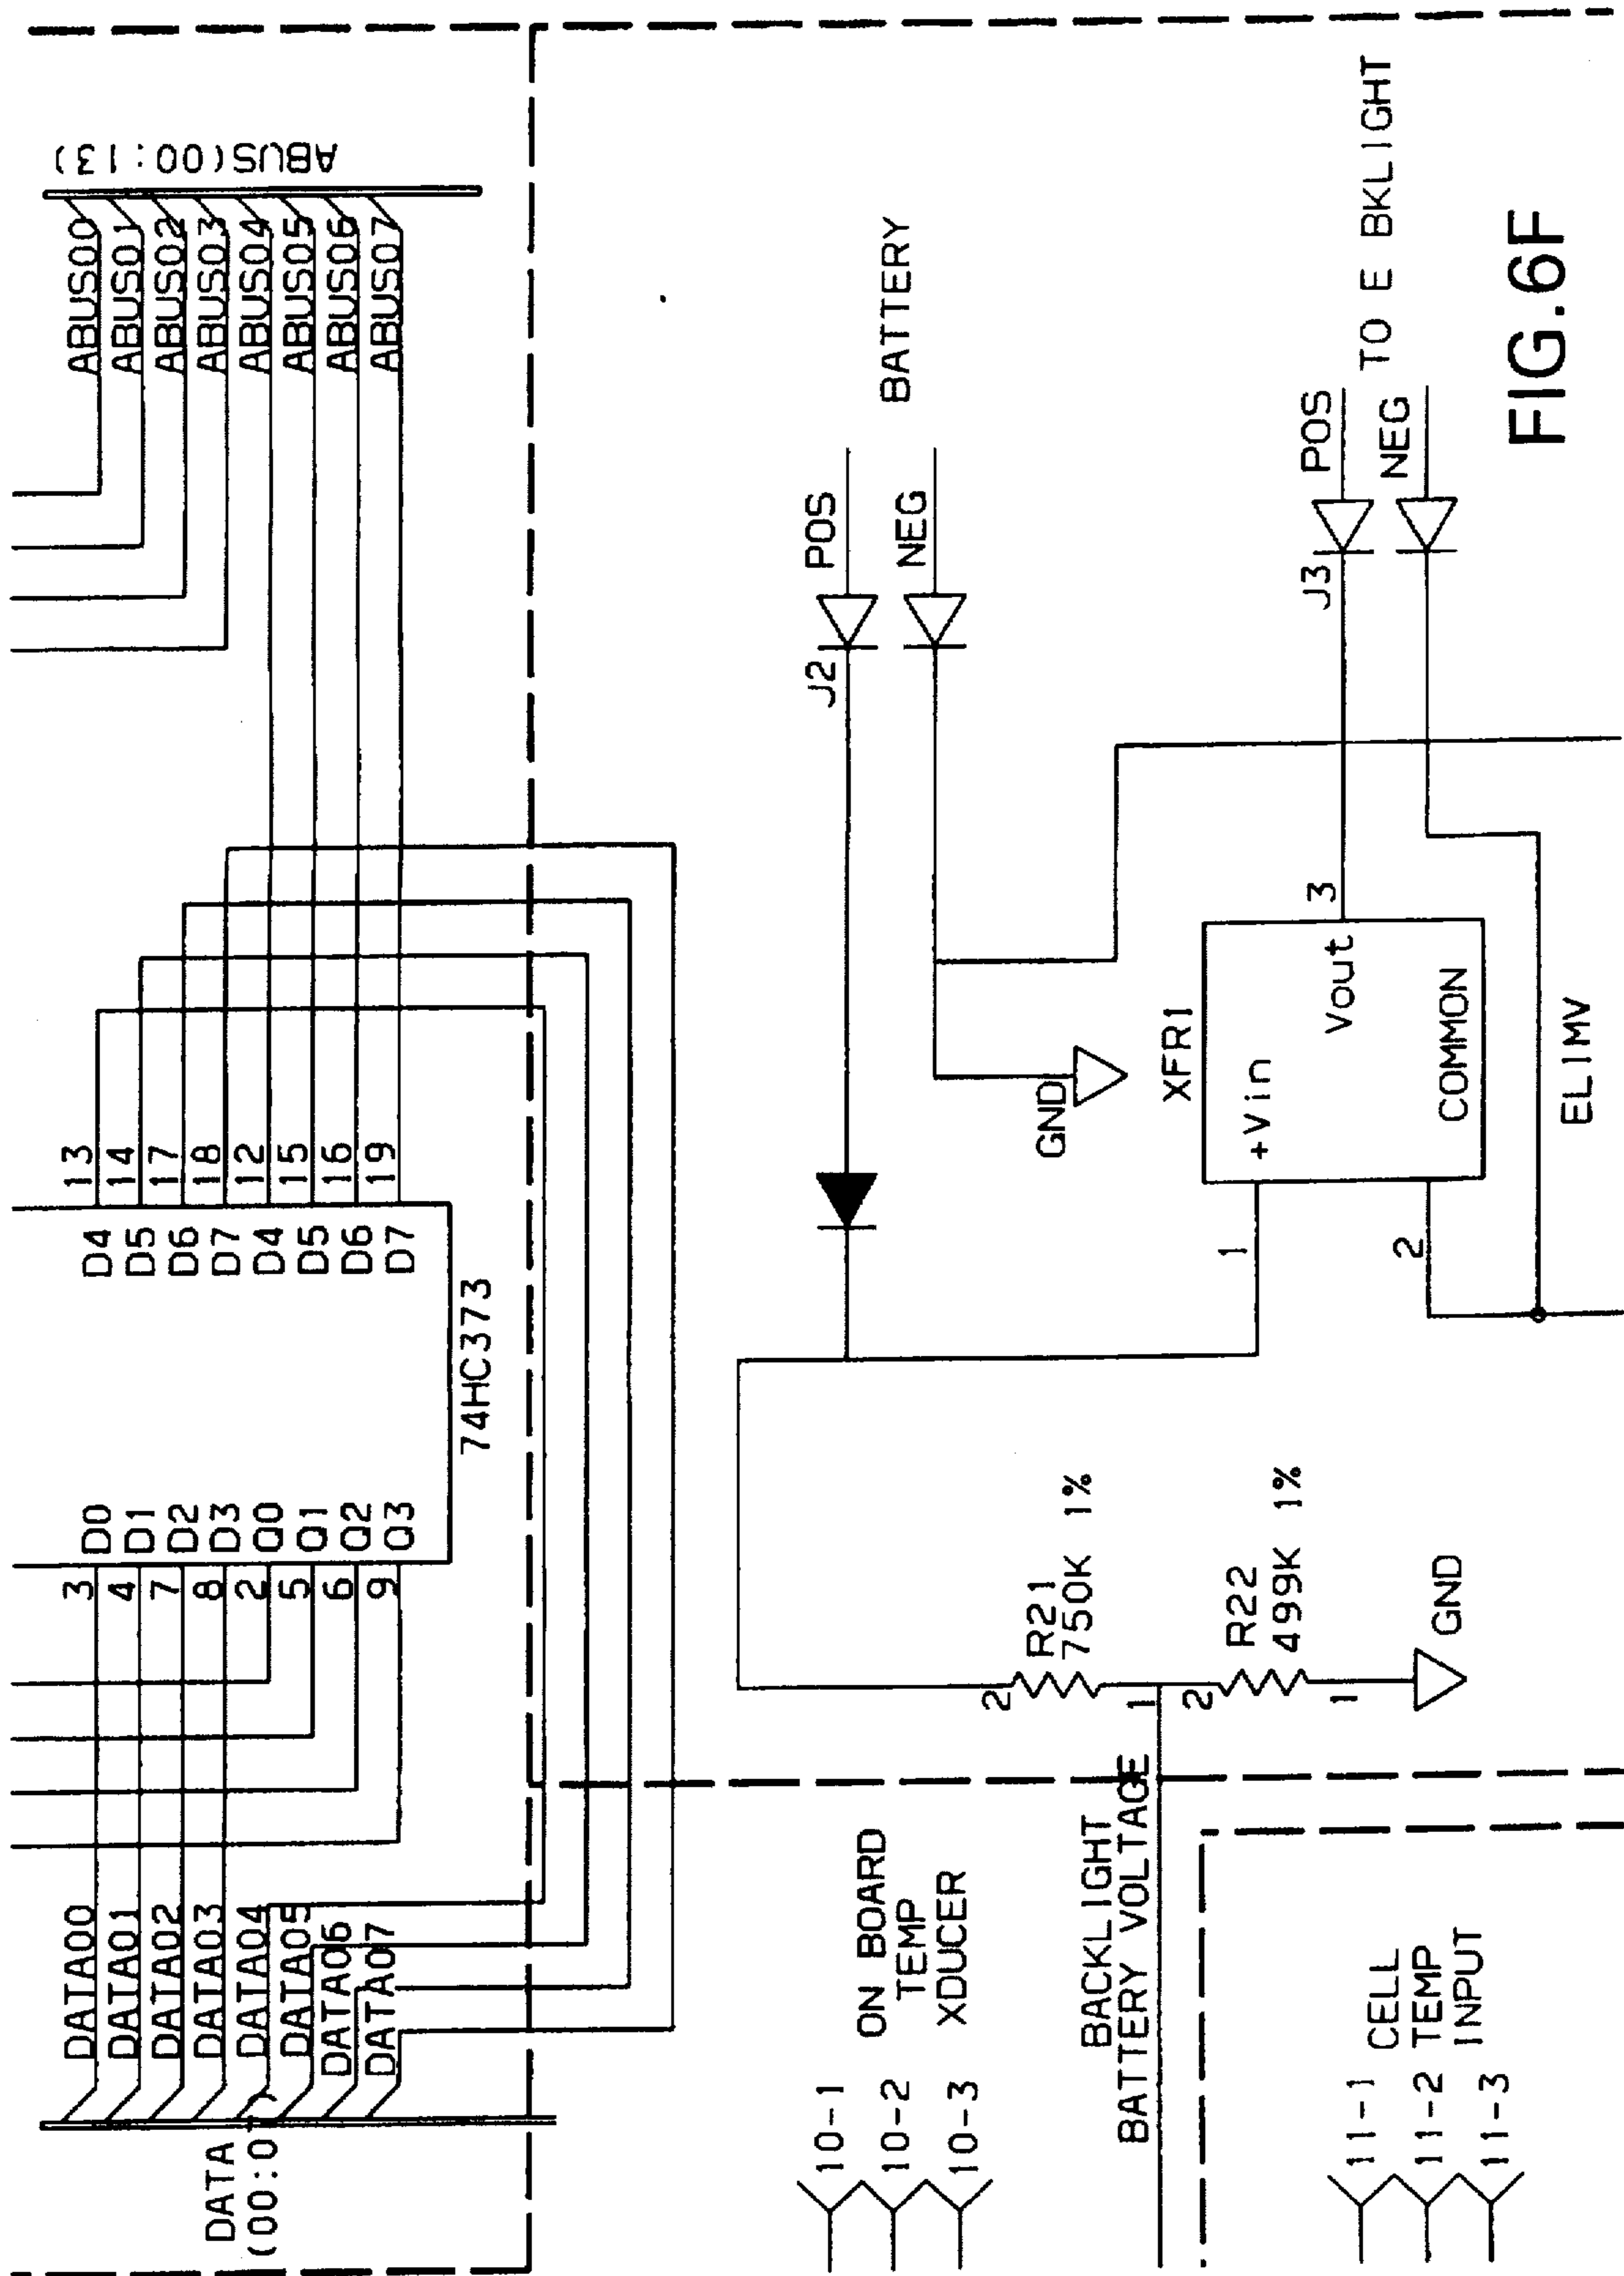 DATA
(00:0
DATA00
DATA01
DATA02
DATA03
DATA04
DATA05
DATA06
DATA07
3
4
7
8
2
5
6
9
D0
D1
D2
D3
Q0
Q1
Q2
Q3
74HC373
D4
D5
D6
D7
D4
D5
D6
D7
13
14
17
18
12
15
16
19
ABUS00
ABUS01
ABUS02
ABUS03
ABUS04
ABUS05
ABUS06
ABUS07
ABUS(00:13)
10-1
10-2
10-3
ON BOARD
TEMP
XDUCER
BACKLIGHT
BATTERY VOLTAGE
11-1
11-2
11-3
CELL
TEMP
INPUT
2
R21
750K 1%
1
2
R22
499K 1%
1
GND
J2
POS
NEG
BATTERY
GND
XFR1
+Vin
Vout
COMMON
1
2
3
ELIMV
J3
POS
NEG
TO E BKLIGHT
FIG.6F